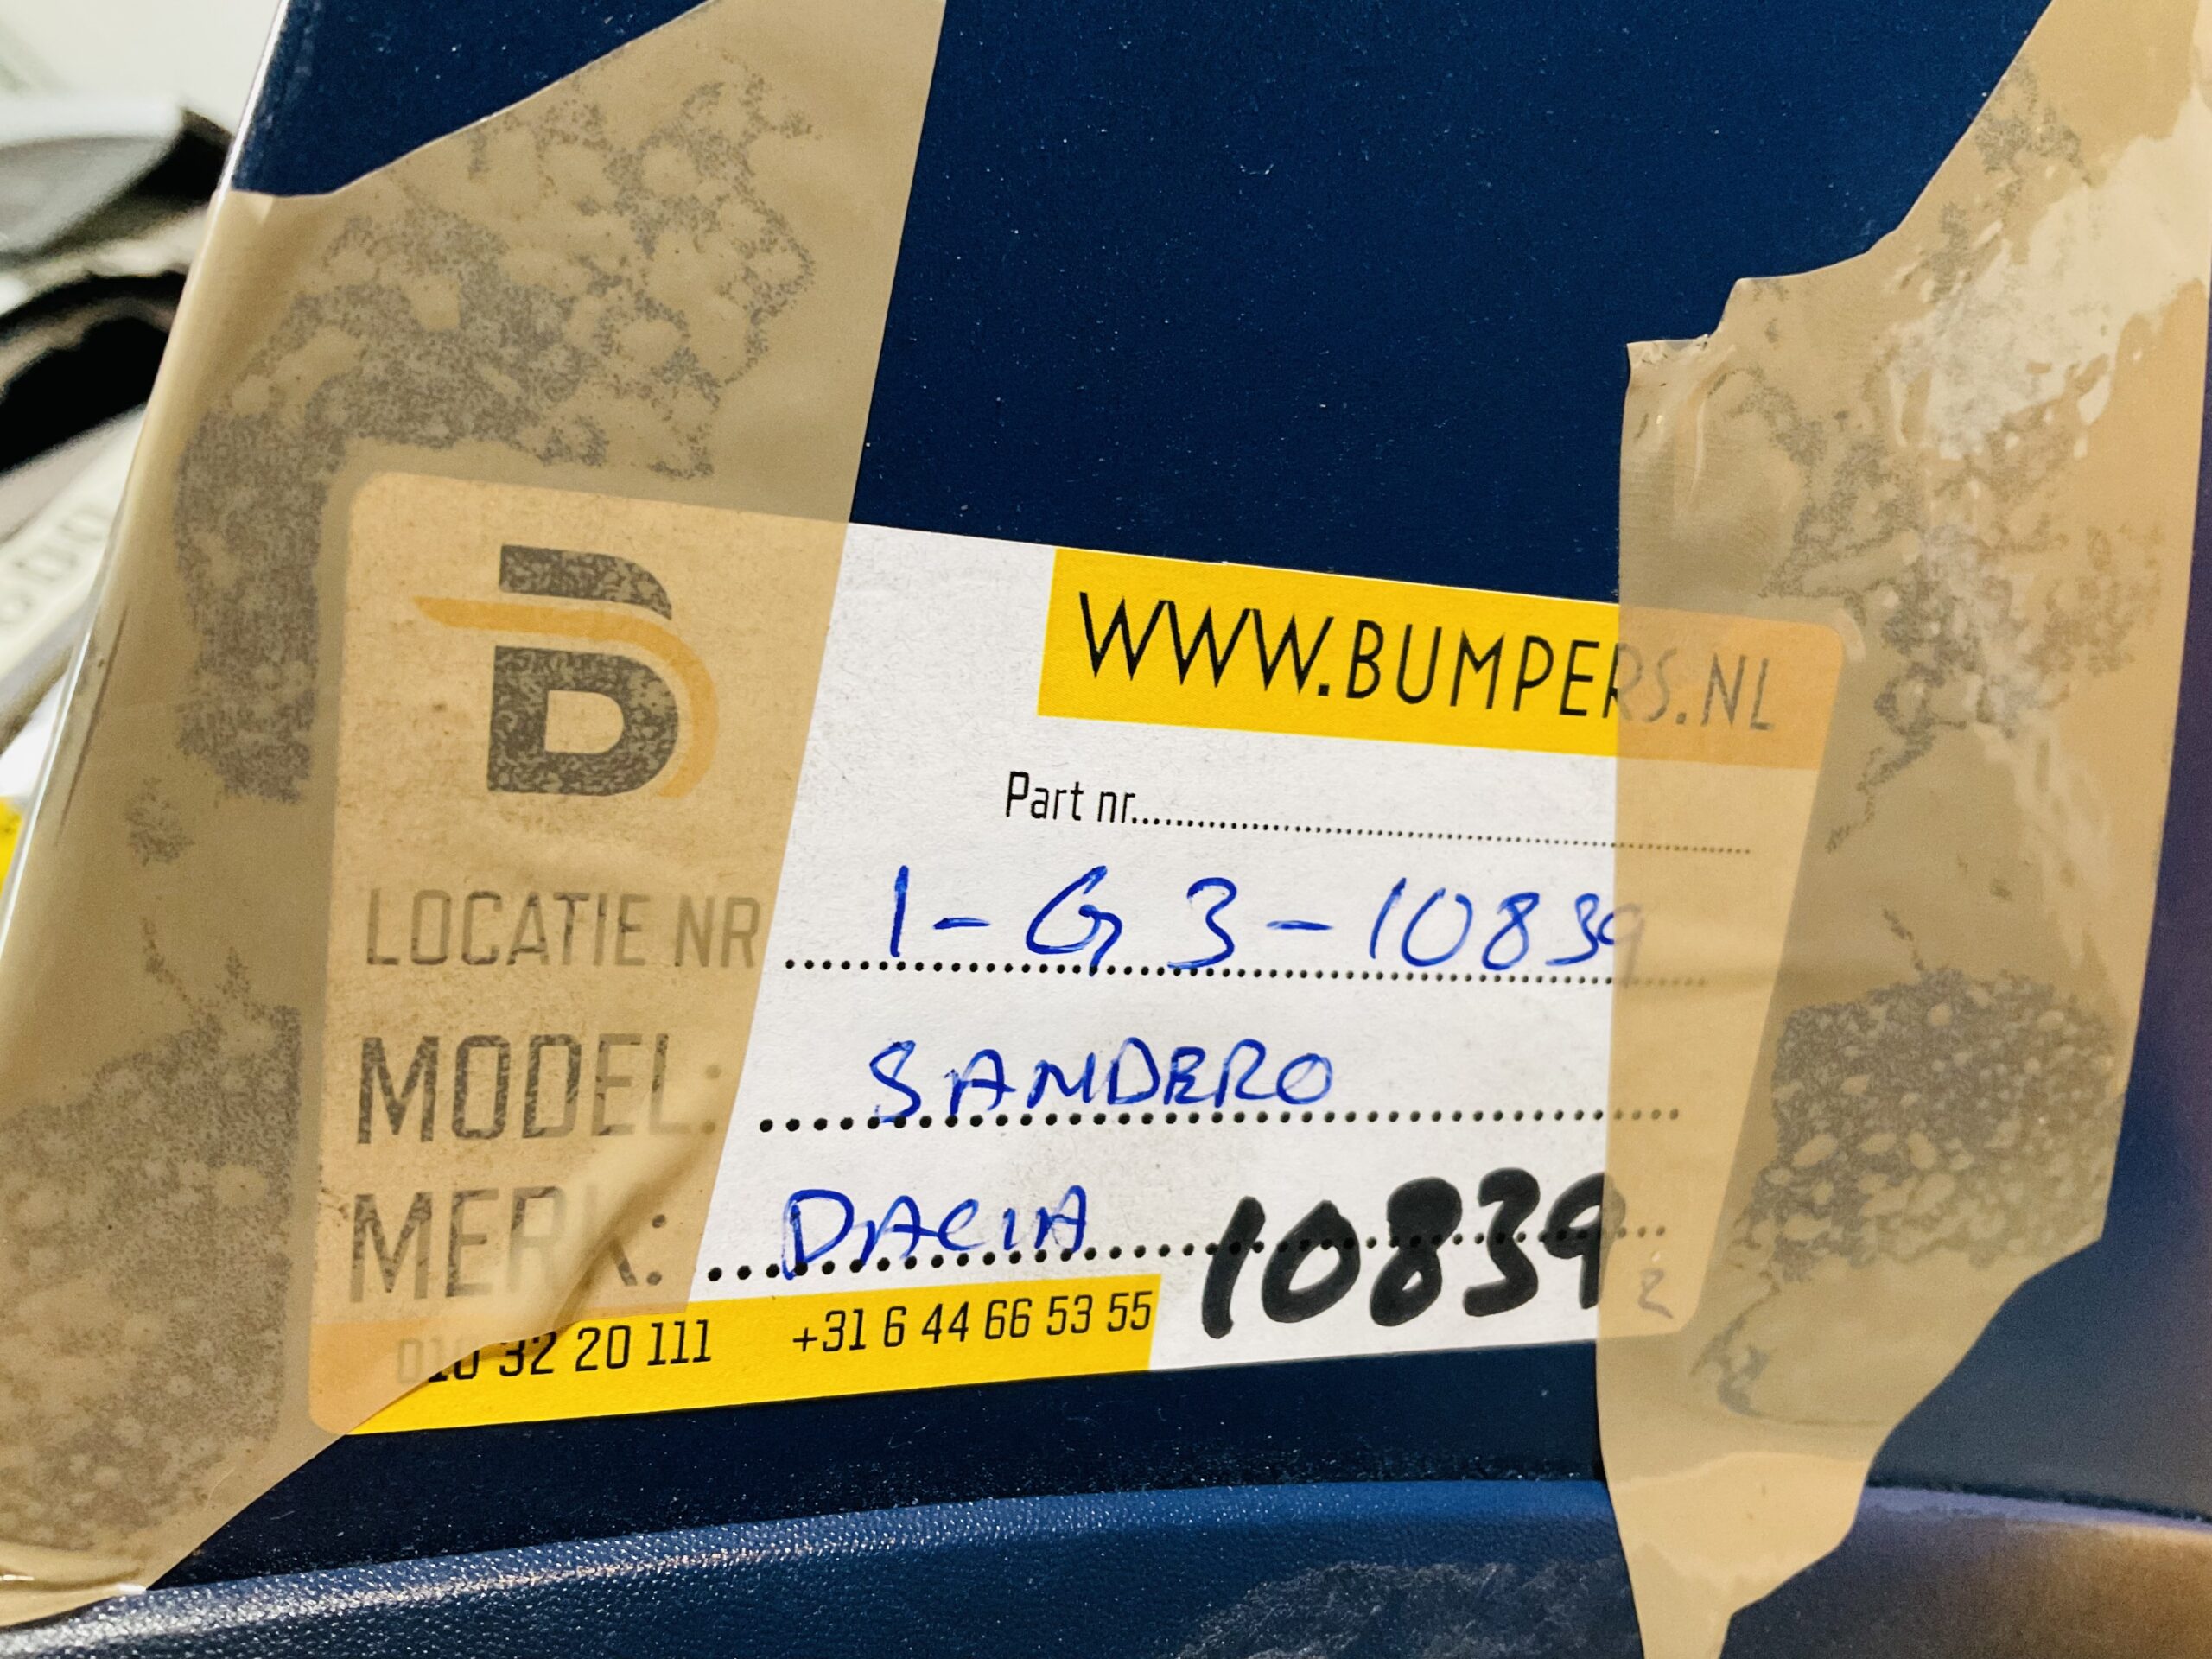 WWW.BUMPERS.NL
Part nr.........................................
LOCATIE NR ........ 1-G3-10839
MODEL: ........ SANDERO
MERK: ........ DACIA 10839
010 32 20 111 +31 6 44 66 53 55